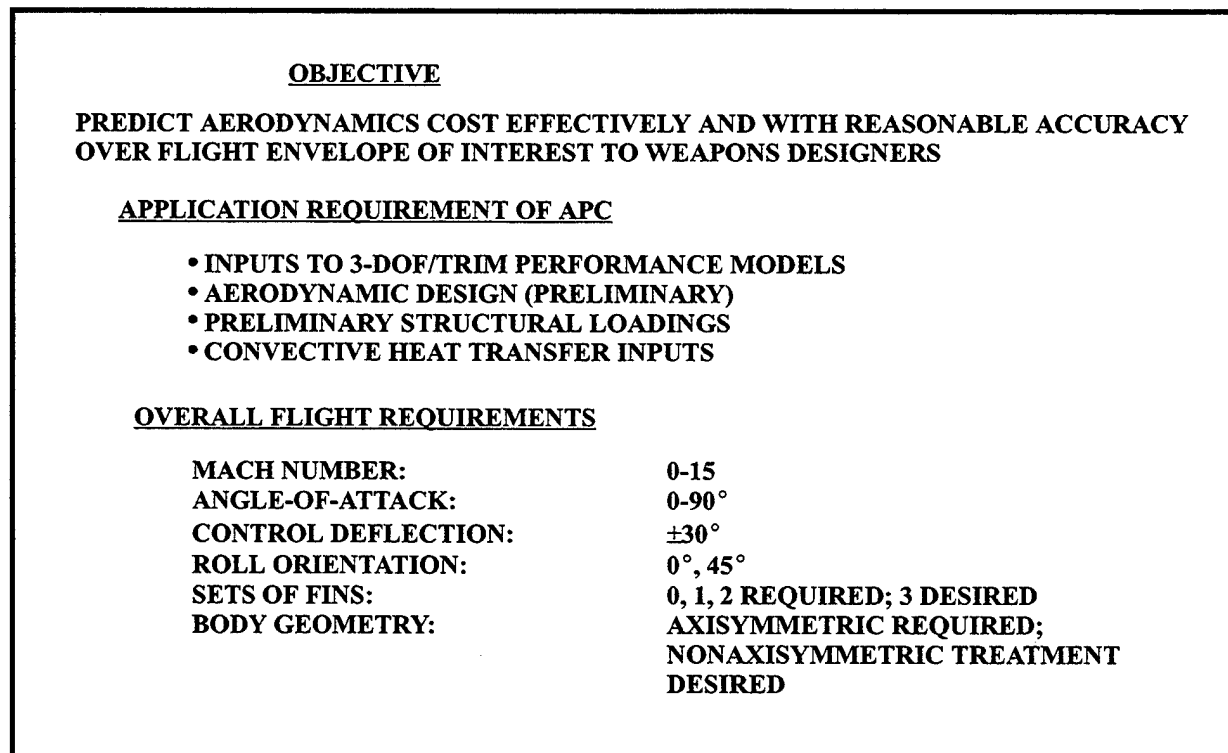 OBJECTIVE
PREDICT AERODYNAMICS COST EFFECTIVELY AND WITH REASONABLE ACCURACY
OVER FLIGHT ENVELOPE OF INTEREST TO WEAPONS DESIGNERS
APPLICATION REQUIREMENT OF APC
• INPUTS TO 3-DOF/TRIM PERFORMANCE MODELS
• AERODYNAMIC DESIGN (PRELIMINARY)
• PRELIMINARY STRUCTURAL LOADINGS
• CONVECTIVE HEAT TRANSFER INPUTS
OVERALL FLIGHT REQUIREMENTS
MACH NUMBER: 0-15
ANGLE-OF-ATTACK: 0-90°
CONTROL DEFLECTION: ±30°
ROLL ORIENTATION: 0°, 45°
SETS OF FINS: 0, 1, 2 REQUIRED; 3 DESIRED
BODY GEOMETRY: AXISYMMETRIC REQUIRED;
NONAXISYMMETRIC TREATMENT
DESIRED